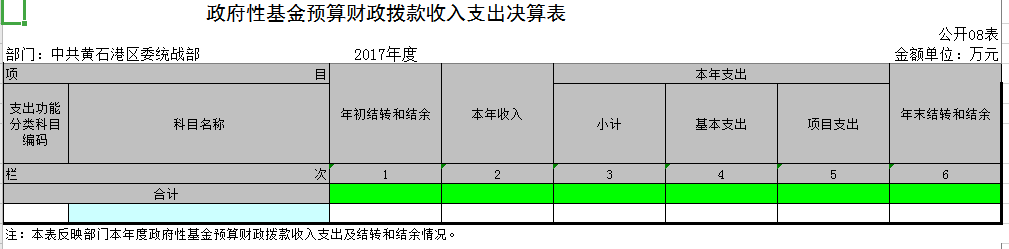 政府性基金预算财政拨款收入支出决算表
公开08表
部门：中共黄石港区委统战部 2017年度 金额单位：万元
项 目 年初结转和结余 本年收入 本年支出 年末结转和结余
支出功能分类科目编码 科目名称 小计 基本支出 项目支出
栏 次 1 2 3 4 5 6
合计
注：本表反映部门本年度政府性基金预算财政拨款收入支出及结转和结余情况。